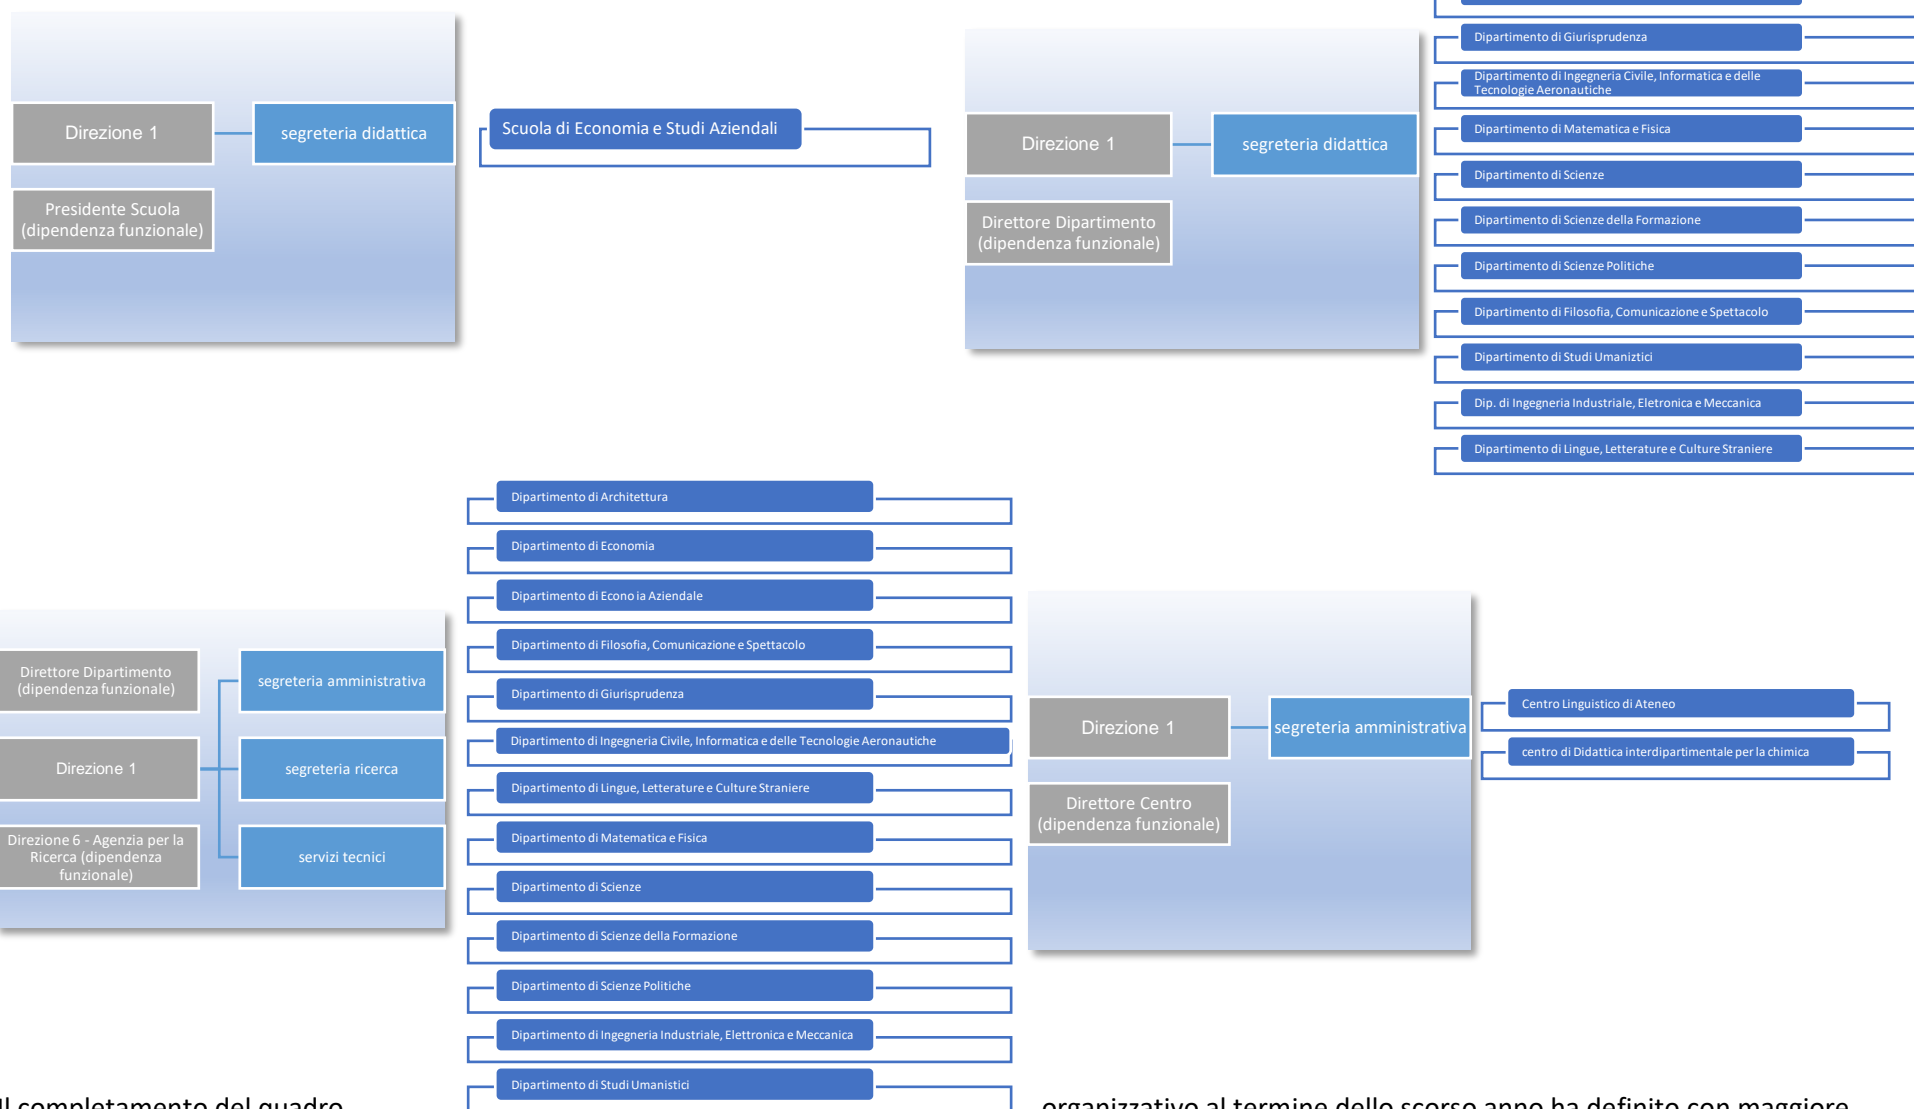 Direzione 1
segreteria didattica
Presidente Scuola
(dipendenza funzionale)
Scuola di Economia e Studi Aziendali
Direzione 1
segreteria didattica
Direttore Dipartimento
(dipendenza funzionale)
Dipartimento di Giurisprudenza
Dipartimento di Ingegneria Civile, Informatica e delle
Tecnologie Aeronautiche
Dipartimento di Matematica e Fisica
Dipartimento di Scienze
Dipartimento di Scienze della Formazione
Dipartimento di Scienze Politiche
Dipartimento di Filosofia, Comunicazione e Spettacolo
Dipartimento di Studi Umaniztici
Dip. di Ingegneria Industriale, Eletronica e Meccanica
Dipartimento di Lingue, Letterature e Culture Straniere
Direttore Dipartimento
(dipendenza funzionale)
segreteria amministrativa
Direzione 1
segreteria ricerca
Direzione 6 - Agenzia per la
Ricerca (dipendenza
funzionale)
servizi tecnici
Dipartimento di Architettura
Dipartimento di Economia
Dipartimento di Econo ia Aziendale
Dipartimento di Filosofia, Comunicazione e Spettacolo
Dipartimento di Giurisprudenza
Dipartimento di Ingegneria Civile, Informatica e delle Tecnologie Aeronautiche
Dipartimento di Lingue, Letterature e Culture Straniere
Dipartimento di Matematica e Fisica
Dipartimento di Scienze
Dipartimento di Scienze della Formazione
Dipartimento di Scienze Politiche
Dipartimento di Ingegneria Industriale, Elettronica e Meccanica
Dipartimento di Studi Umanistici
Direzione 1
segreteria amministrativa
Direttore Centro
(dipendenza funzionale)
Centro Linguistico di Ateneo
centro di Didattica interdipartimentale per la chimica
Il completamento del quadro organizzativo al termine dello scorso anno ha definito con maggiore